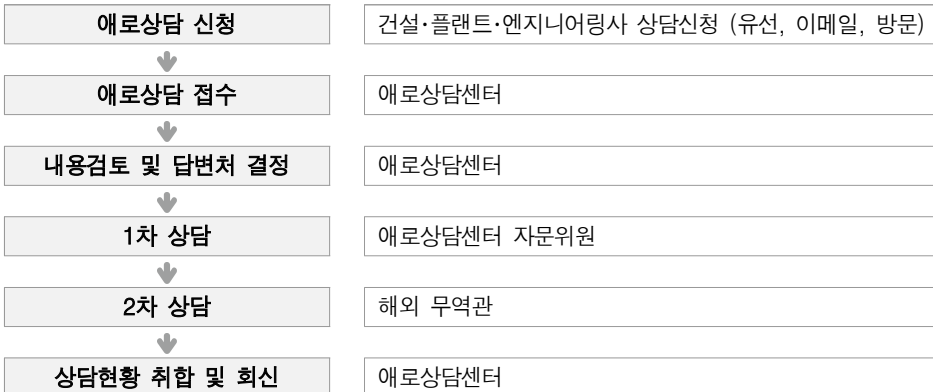 애로상담 신청
건설·플랜트·엔지니어링사 상담신청 (유선, 이메일, 방문)
애로상담 접수
애로상담센터
내용검토 및 답변처 결정
애로상담센터
1차 상담
애로상담센터 자문위원
2차 상담
해외 무역관
상담현황 취합 및 회신
애로상담센터